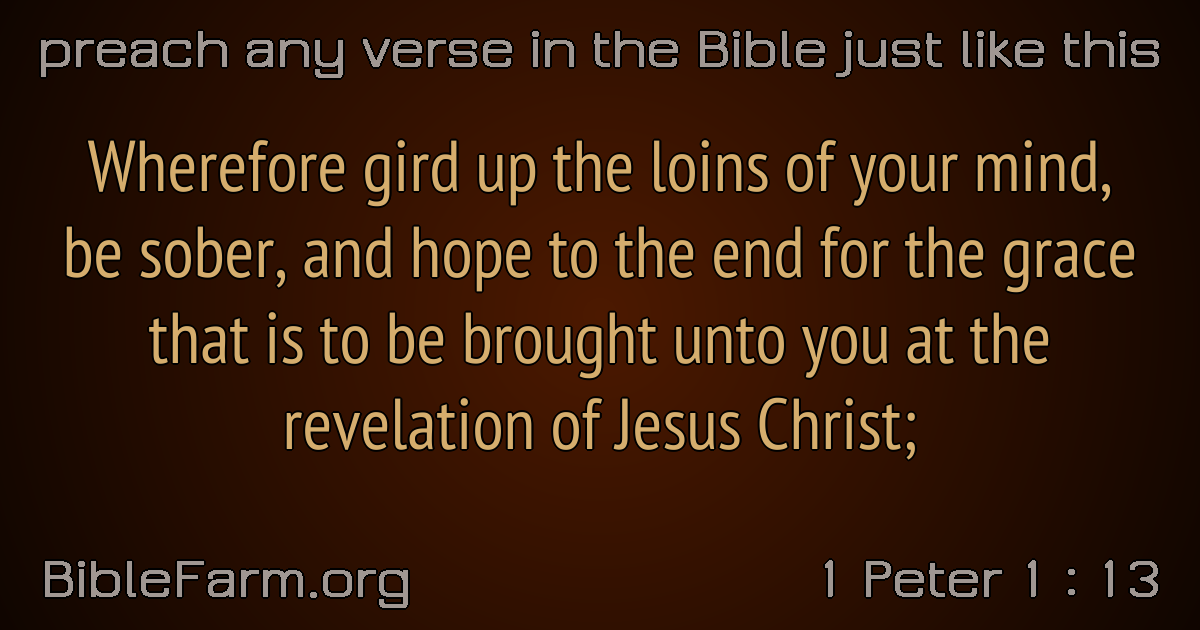 preach any verse in the Bible just like this
Wherefore gird up the loins of your mind,
be sober, and hope to the end for the grace
that is to be brought unto you at the
revelation of Jesus Christ;
BibleFarm.org
1 Peter 1 : 13